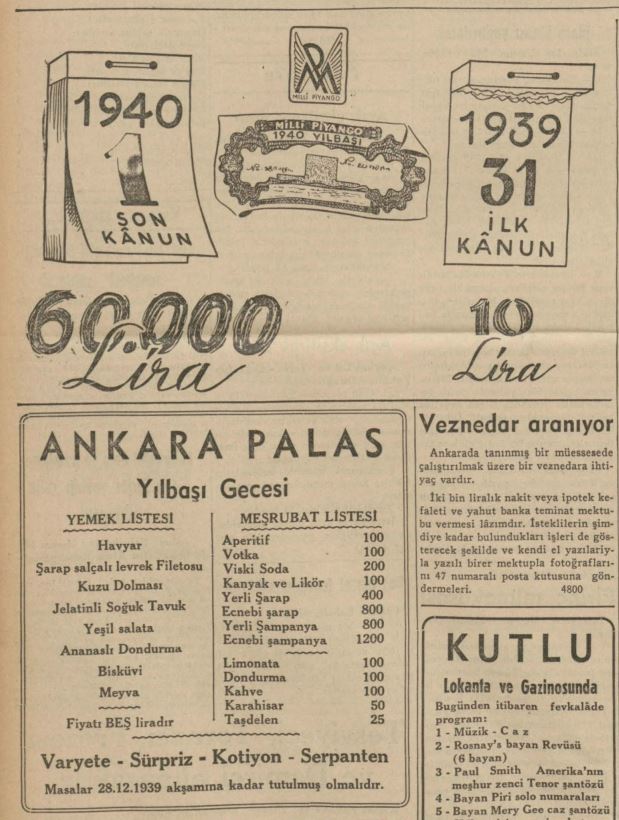 MİLLİ PİYANGO
1940
1
SON
KÂNUN
MİLLİ PİYANGO
1940 YILBAŞI
1939
31
İLK
KÂNUN
60.000
Lira
10
Lira
ANKARA PALAS
Yılbaşı Gecesi
YEMEK LİSTESİ
Havyar
Şarap salçalı levrek Filetosu
Kuzu Dolması
Jelatinli Soğuk Tavuk
Yeşil salata
Ananaslı Dondurma
Bisküvi
Meyva
Fiyatı BEŞ liradır
MEŞRUBAT LİSTESİ
Aperitif 100
Votka 100
Viski Soda 200
Kanyak ve Likör 100
Yerli Şarap 400
Ecnebi şarap 800
Yerli Şampanya 800
Ecnebi şampanya 1200
Limonata 100
Dondurma 100
Kahve 100
Karahisar 50
Taşdelen 25
Varyete - Sürpriz - Kotiyon - Serpanten
Masalar 28.12.1939 akşamına kadar tutulmuş olmalıdır.
Veznedar aranıyor
Ankarada tanınmış bir müessesede
çalıştırılmak üzere bir veznedara ihti-
yaç vardır.
İki bin liralık nakit veya ipotek ke-
faleti ve yahut banka teminat mektu-
bu vermesi lâzımdır. İsteklilerin şim-
diye kadar bulundukları işleri de gös-
terecek şekilde ve kendi el yazılariy-
la yazılı birer mektupla fotoğrafları-
nı 47 numaralı posta kutusuna gön-
dermeleri. 4800
KUTLU
Lokanta ve Gazinosunda
Bugünden itibaren fevkalâde
program:
1 - Müzik - Caz
2 - Rosnay's bayan Revüsü
(6 bayan)
3 - Paul Smith Amerika'nın
meşhur zenci Tenor şantözü
4 - Bayan Piri solo numaraları
5 - Bayan Mery Gee caz şantözü